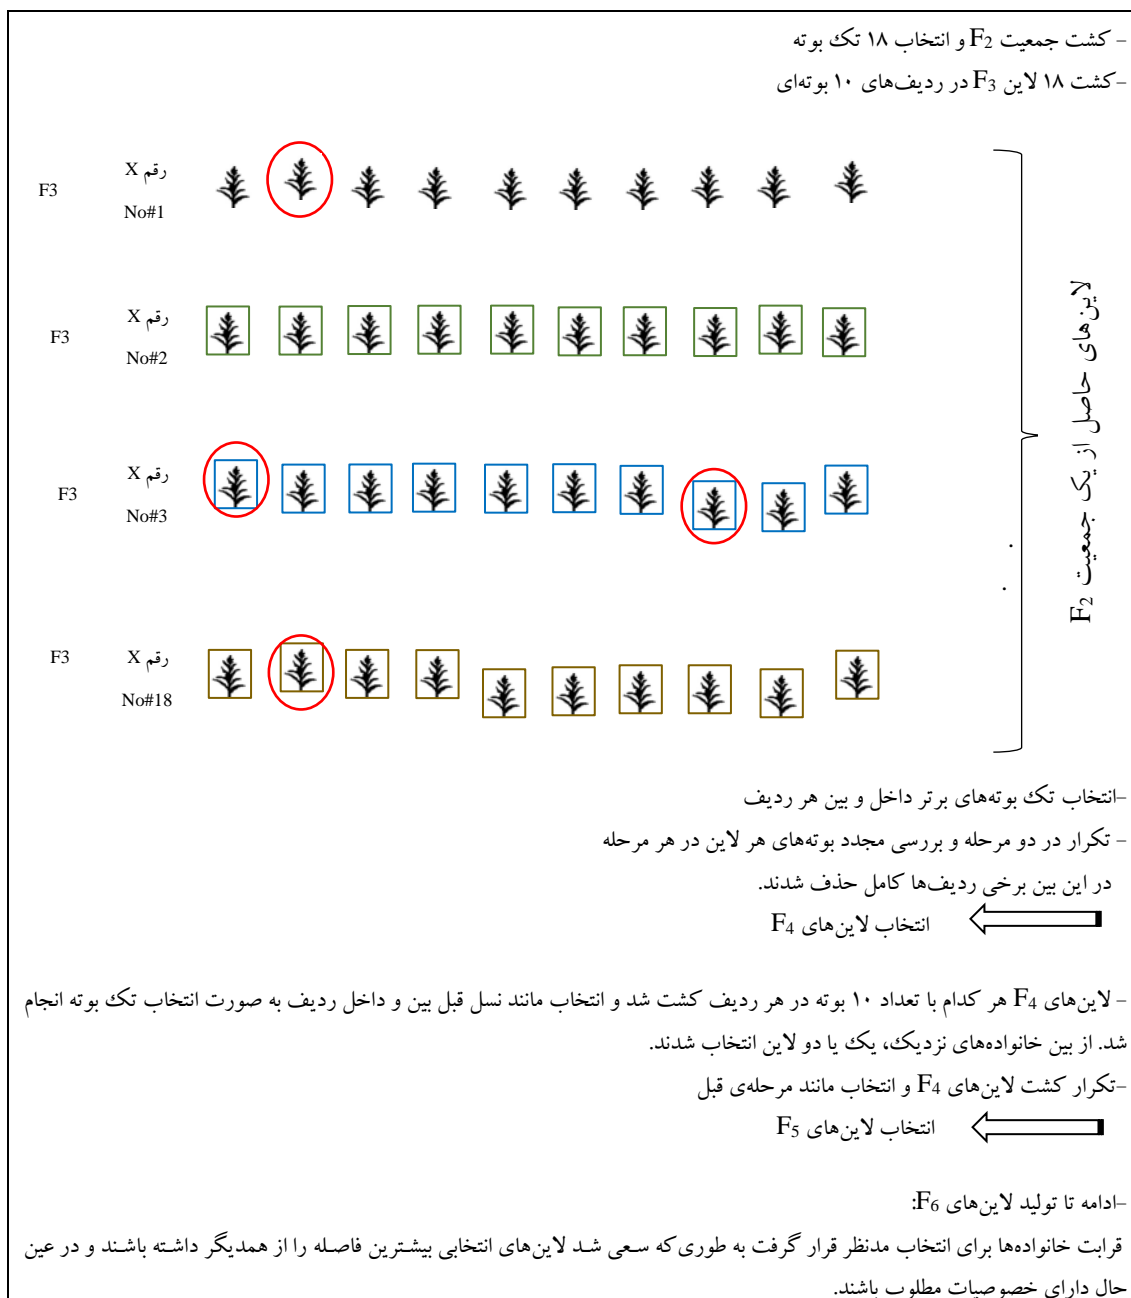 - کشت جمعیت F2 و انتخاب ۱۸ تک بوته
-کشت ۱۸ لاین F3 در ردیف‌های ۱۰ بوته‌ای
F3
رقم X
No#1
F3
رقم X
No#2
F3
رقم X
No#3
F3
رقم X
No#18
لاین های حاصل از یک جمعیت F2
-انتخاب تک بوته‌های برتر داخل و بین هر ردیف
- تکرار در دو مرحله و بررسی مجدد بوته‌های هر لاین در هر مرحله
در این بین برخی ردیف‌ها کامل حذف شدند.
انتخاب لاین‌های F4
- لاین‌های F4 هر کدام با تعداد ۱۰ بوته در هر ردیف کشت شد و انتخاب مانند نسل قبل بین و داخل ردیف به صورت انتخاب تک بوته انجام
شد. از بین خانواده‌های نزدیک، یک یا دو لاین انتخاب شدند.
-تکرار کشت لاین‌های F4 و انتخاب مانند مرحله‌ی قبل
انتخاب لاین‌های F5
-ادامه تا تولید لاین‌های F6:
قرابت خانواده‌ها برای انتخاب مدنظر قرار گرفت به طوری‌که سعی شد لاین‌های انتخابی بیشترین فاصله را از همدیگر داشته باشند و در عین
حال دارای خصوصیات مطلوب باشند.